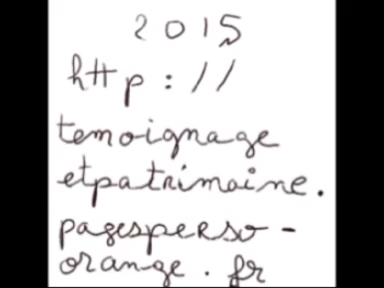 2015
http://
temoignage
etpatrimoine.
pagesperso-
orange.fr